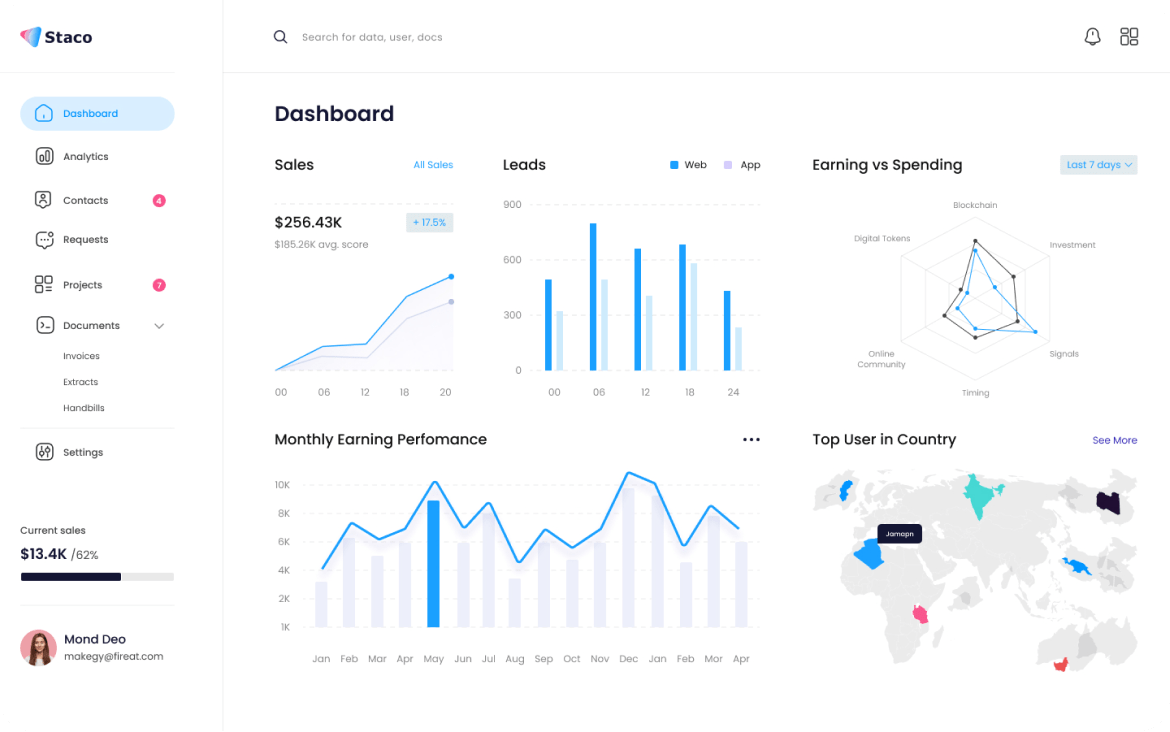 Staco
Search for data, user, docs
Dashboard
Analytics
Contacts 4
Requests
Projects 7
Documents
Invoices
Extracts
Handbills
Settings
Current sales
$13.4K /62%
Mond Deo
makegy@fireat.com
Dashboard
Sales All Sales
$256.43K + 17.5%
$185.26K avg. score
00 06 12 18 20
Leads Web App
900
600
300
0
00 06 12 18 24
Earning vs Spending Last 7 days
Blockchain
Digital Tokens Investment
Online
Community
Signals
Timing
Monthly Earning Perfomance
10K
8K
6K
4K
2K
1K
Jan Feb Mar Apr May Jun Jul Aug Sep Oct Nov Dec Jan Feb Mor Apr
Top User in Country See More
Jamapn